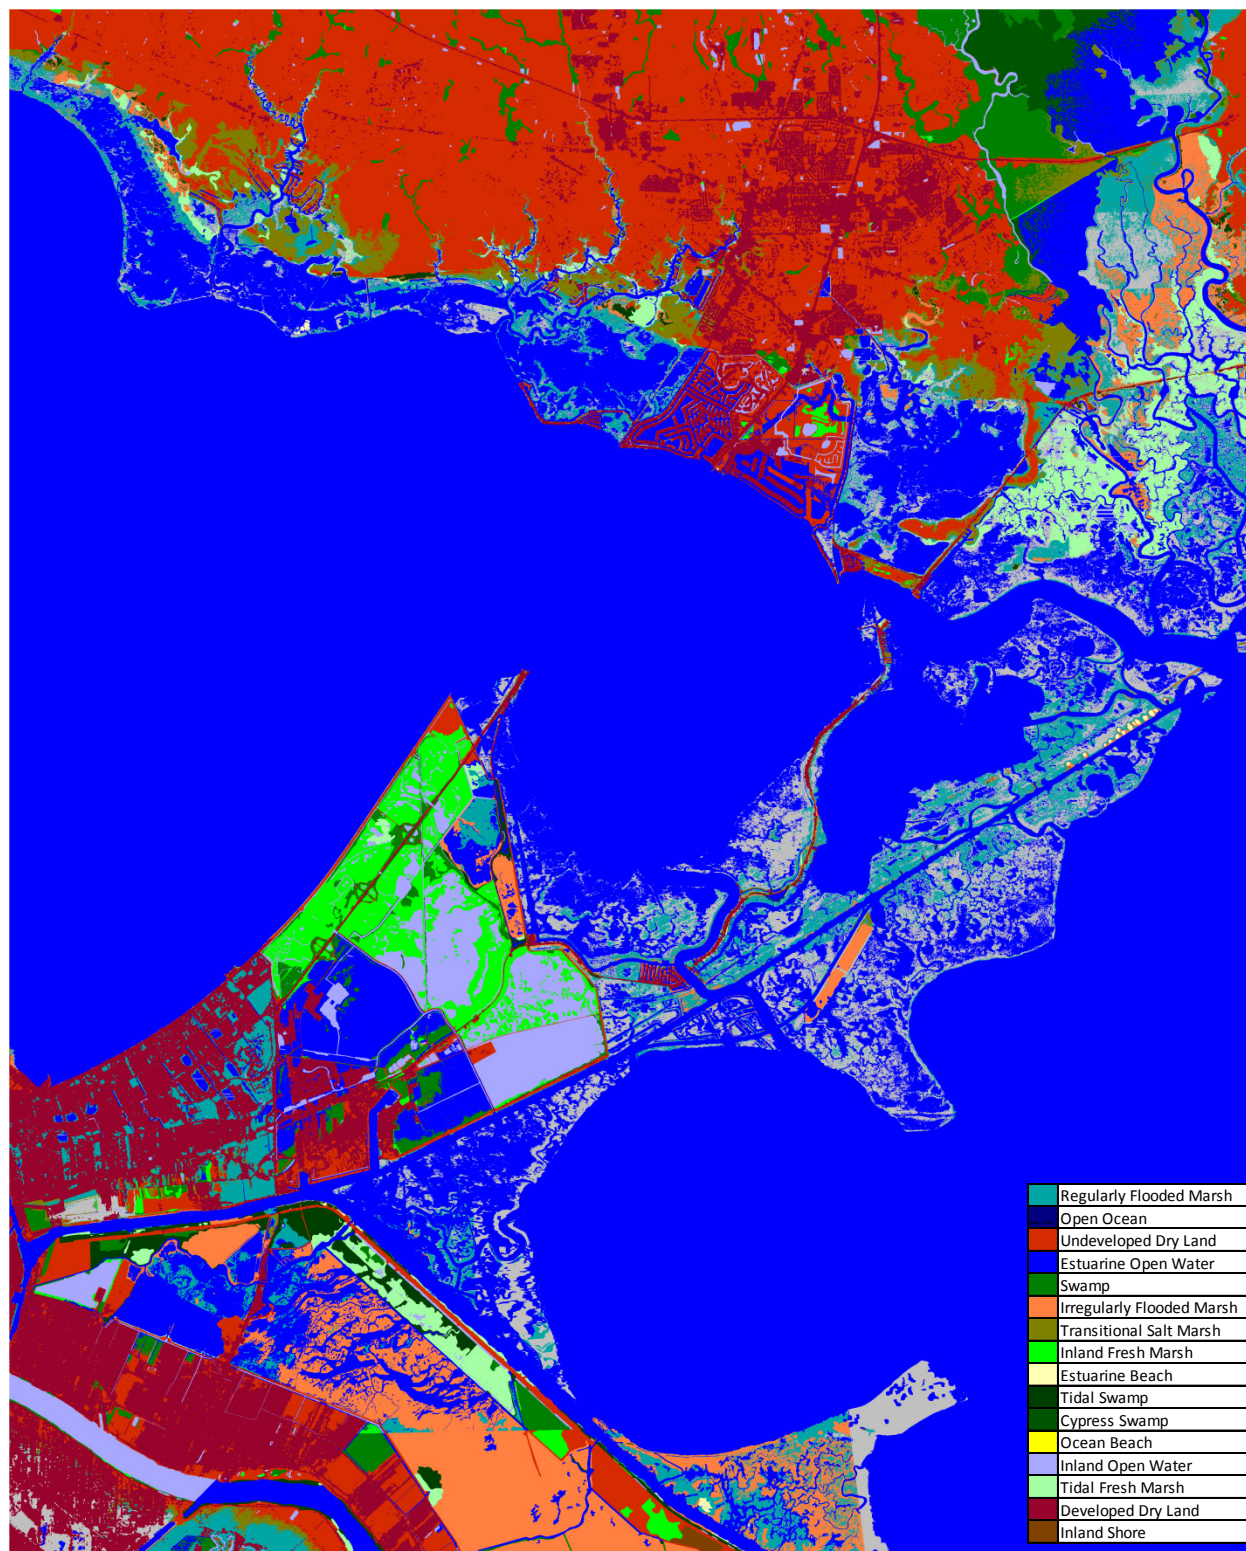 Regularly Flooded Marsh
Open Ocean
Undeveloped Dry Land
Estuarine Open Water
Swamp
Irregularly Flooded Marsh
Transitional Salt Marsh
Inland Fresh Marsh
Estuarine Beach
Tidal Swamp
Cypress Swamp
Ocean Beach
Inland Open Water
Tidal Fresh Marsh
Developed Dry Land
Inland Shore